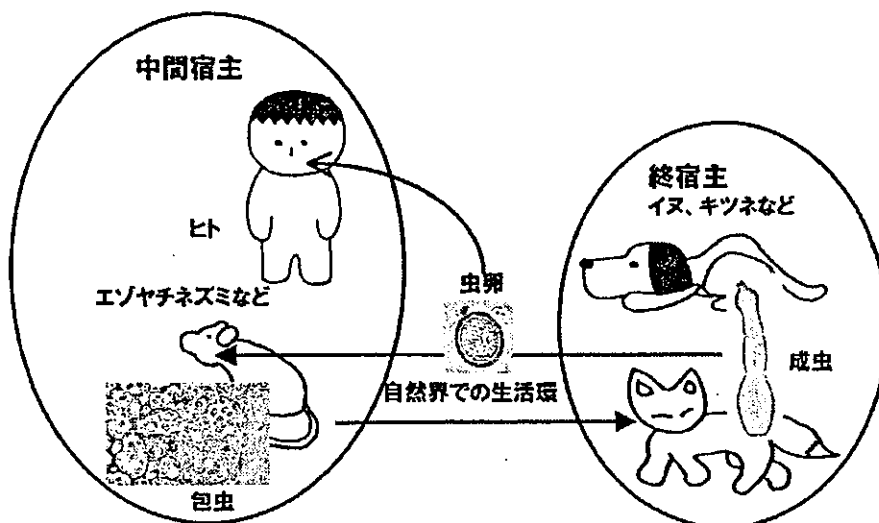 中間宿主
ヒト
エゾヤチネズミなど
包虫
虫卵
自然界での生活環
終宿主
イヌ、キツネなど
成虫